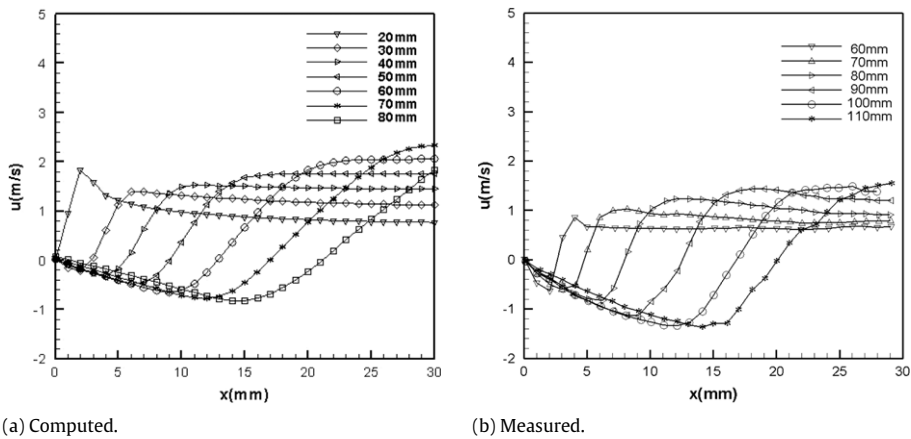 5
4
3
2
1
0
-1
-2
u(m/s)
0 5 10 15 20 25 30
x(mm)
20mm
30mm
40mm
50mm
60mm
70mm
80mm
(a) Computed.
5
4
3
2
1
0
-1
-2
u(m/s)
0 5 10 15 20 25 30
x(mm)
60mm
70mm
80mm
90mm
100mm
110mm
(b) Measured.